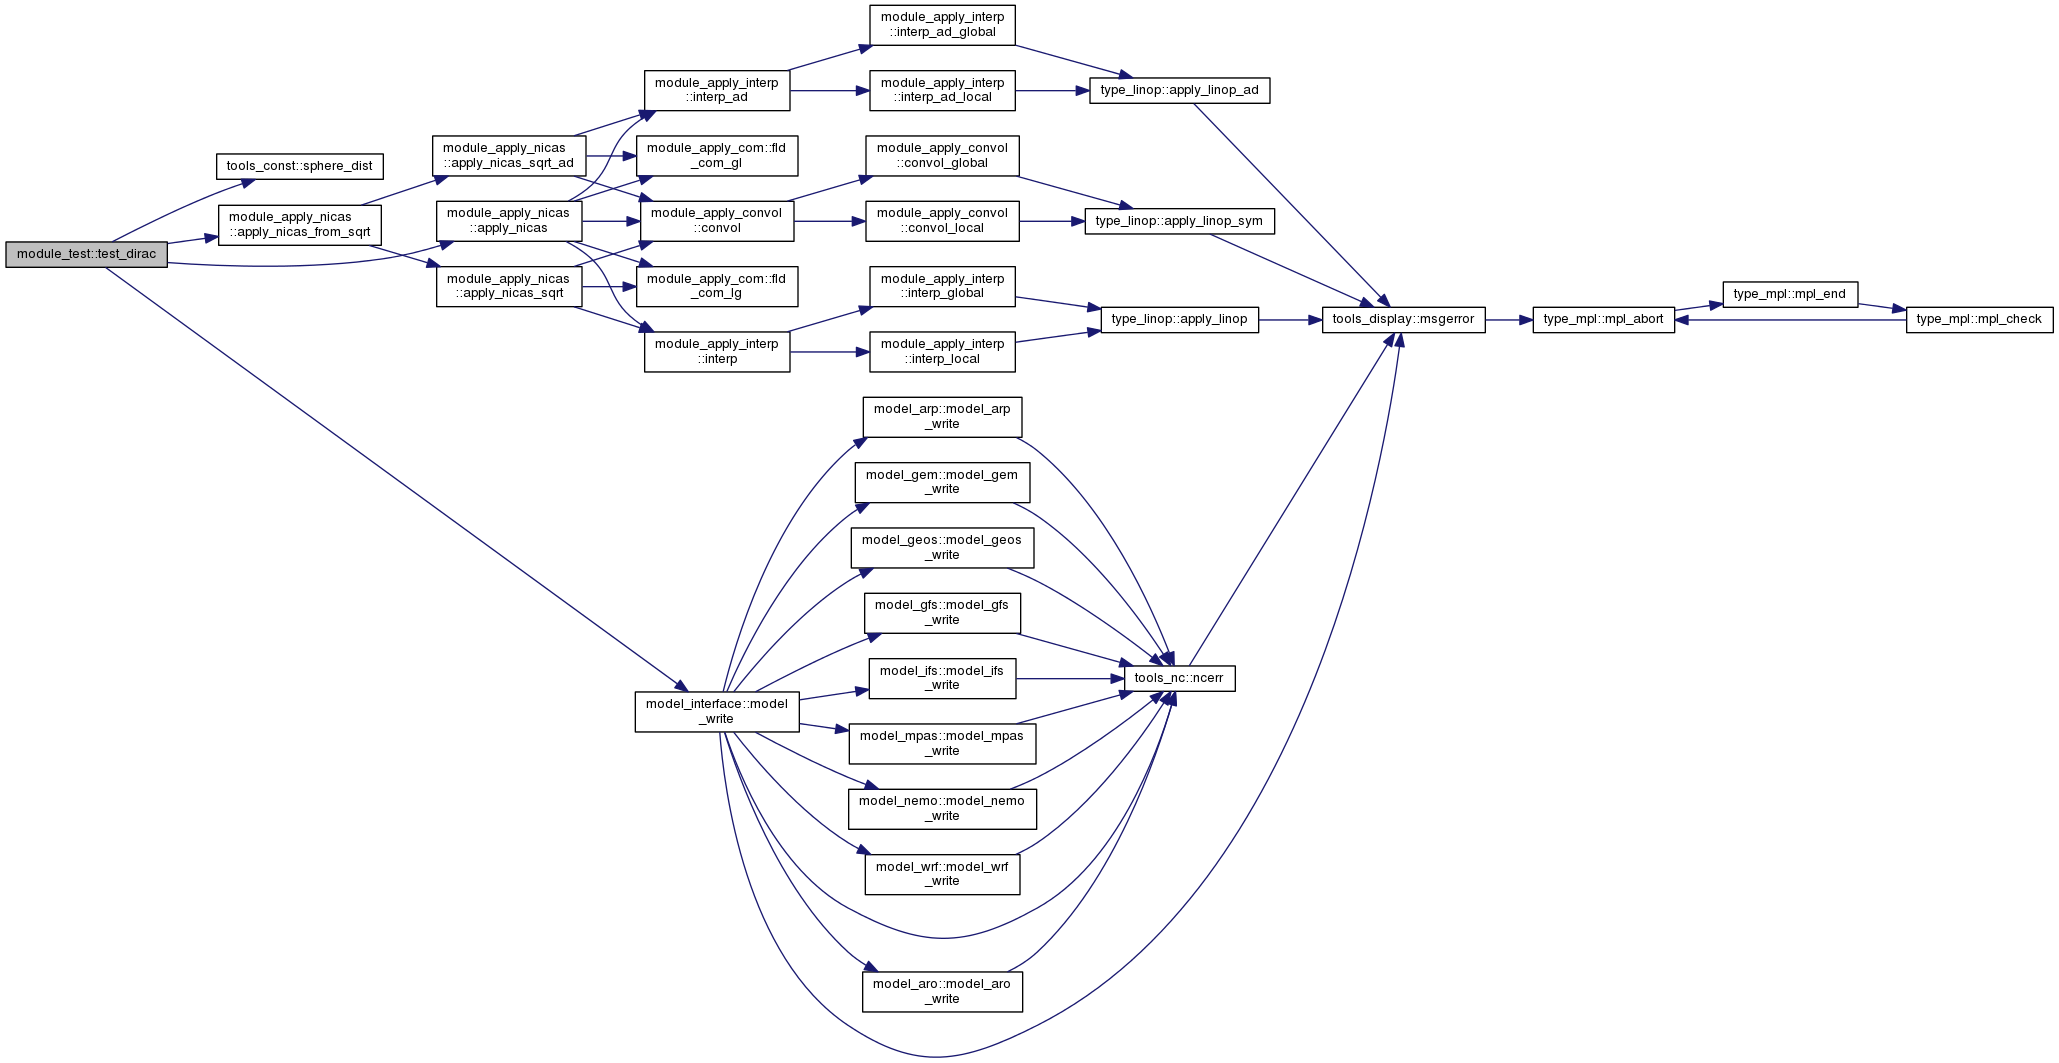 module_test::test_dirac
tools_const::sphere_dist
module_apply_nicas
::apply_nicas_from_sqrt
module_apply_nicas
::apply_nicas_sqrt_ad
module_apply_nicas
::apply_nicas
module_apply_nicas
::apply_nicas_sqrt
module_apply_interp
::interp_ad
module_apply_com::fld
_com_gl
module_apply_convol
::convol
module_apply_com::fld
_com_lg
module_apply_interp
::interp
module_apply_interp
::interp_ad_global
module_apply_interp
::interp_ad_local
module_apply_convol
::convol_global
module_apply_convol
::convol_local
module_apply_interp
::interp_global
module_apply_interp
::interp_local
type_linop::apply_linop_ad
type_linop::apply_linop_sym
type_linop::apply_linop
tools_display::msgerror
type_mpl::mpl_abort
type_mpl::mpl_end
type_mpl::mpl_check
model_interface::model
_write
model_arp::model_arp
_write
model_gem::model_gem
_write
model_geos::model_geos
_write
model_gfs::model_gfs
_write
model_ifs::model_ifs
_write
model_mpas::model_mpas
_write
model_nemo::model_nemo
_write
model_wrf::model_wrf
_write
model_aro::model_aro
_write
tools_nc::ncerr